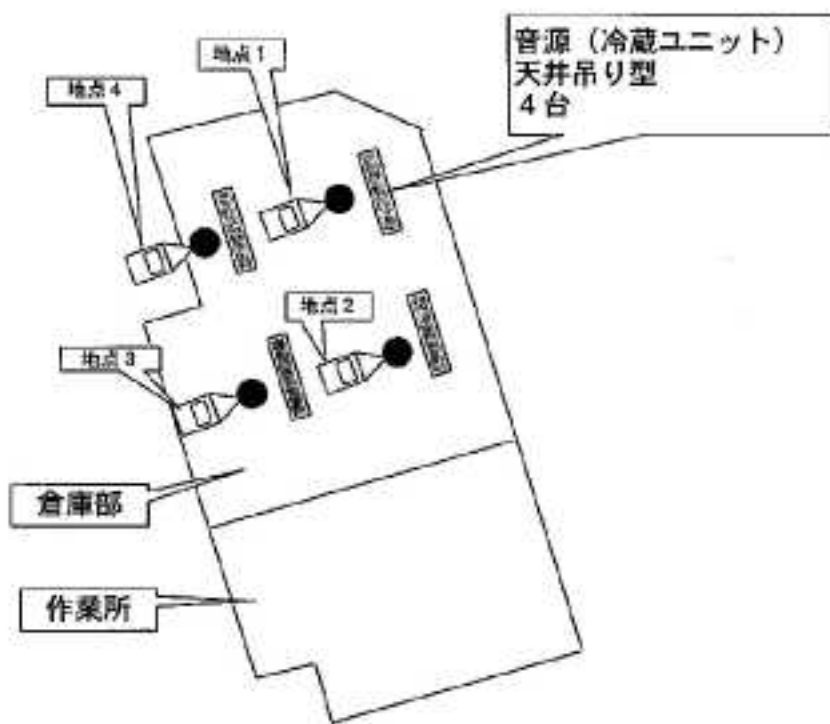 地点1
地点4
音源（冷蔵ユニット）
天井吊り型
4台
地点2
地点3
倉庫部
作業所